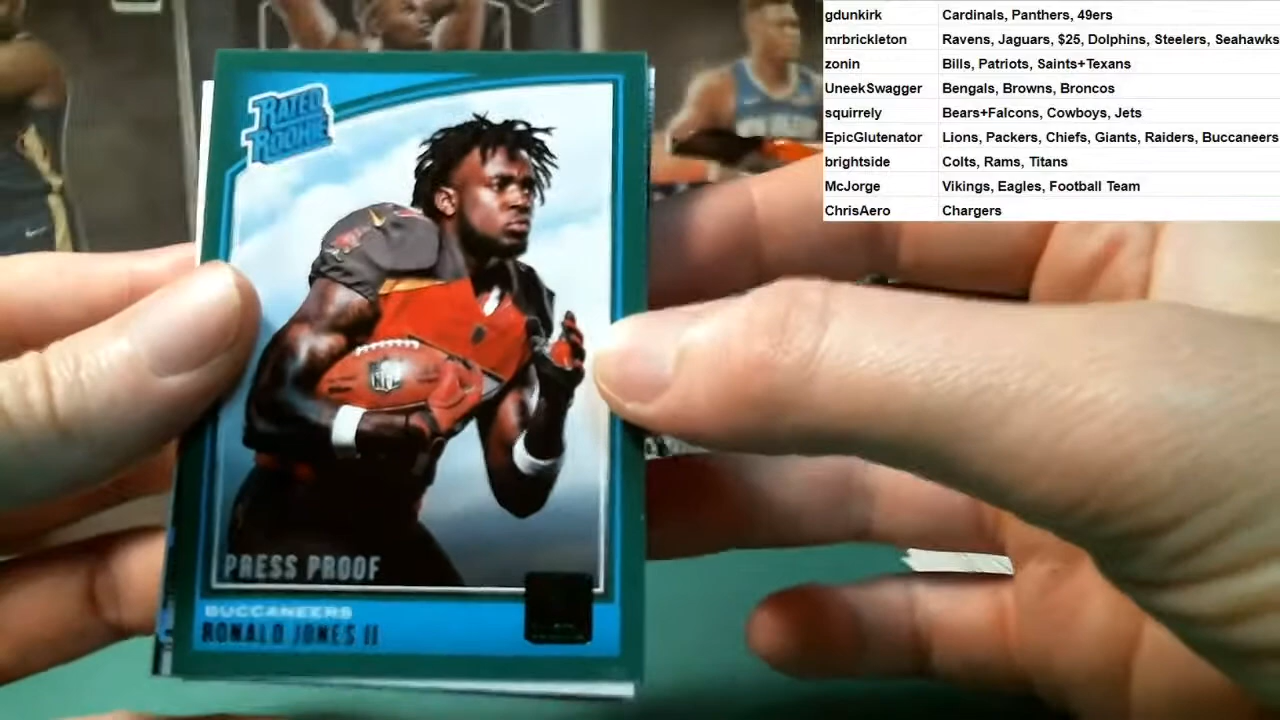 gdunkirk Cardinals, Panthers, 49ers
mrbrickleton Ravens, Jaguars, $25, Dolphins, Steelers, Seahawks
zonin Bills, Patriots, Saints+Texans
UneekSwagger Bengals, Browns, Broncos
squirrely Bears+Falcons, Cowboys, Jets
EpicGlutenator Lions, Packers, Chiefs, Giants, Raiders, Buccaneers
brightside Colts, Rams, Titans
McJorge Vikings, Eagles, Football Team
ChrisAero Chargers
RATED
ROOKIE
NFL
PRESS PROOF
BUCCANEERS
RONALD JONES II